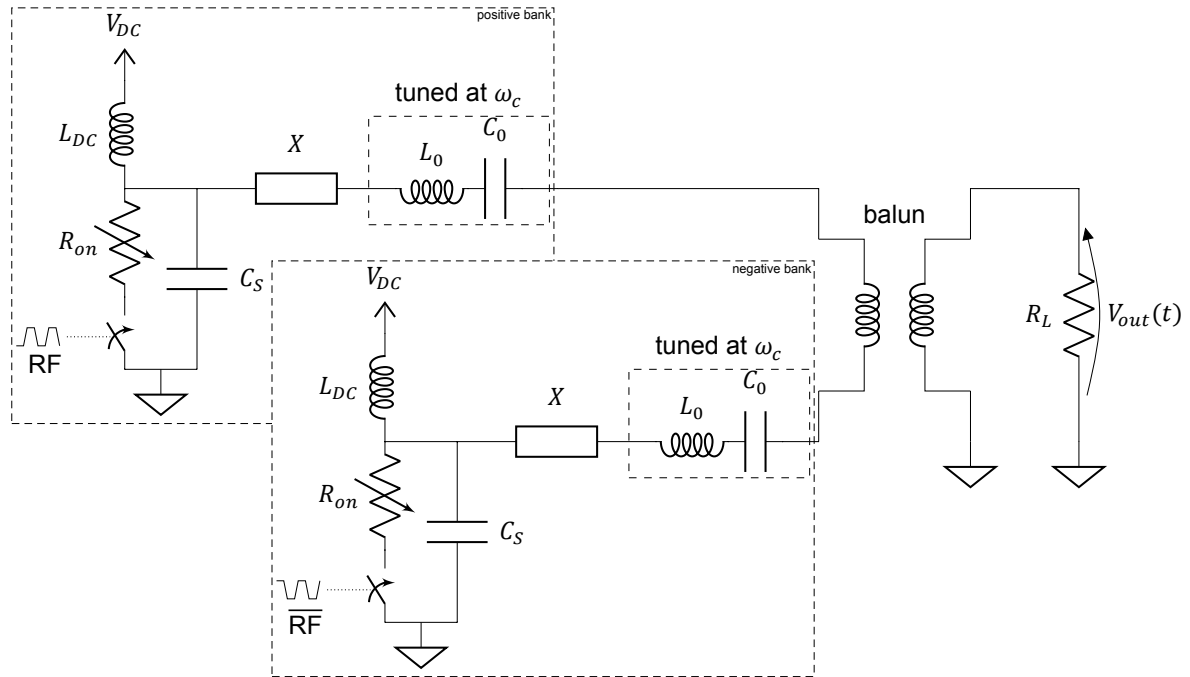 positive bank
V_DC
tuned at ω_c
L_DC
X
L_0
C_0
R_on
C_S
RF
negative bank
V_DC
tuned at ω_c
L_DC
X
L_0
C_0
R_on
C_S
R̅F̅
balun
R_L
V_out(t)